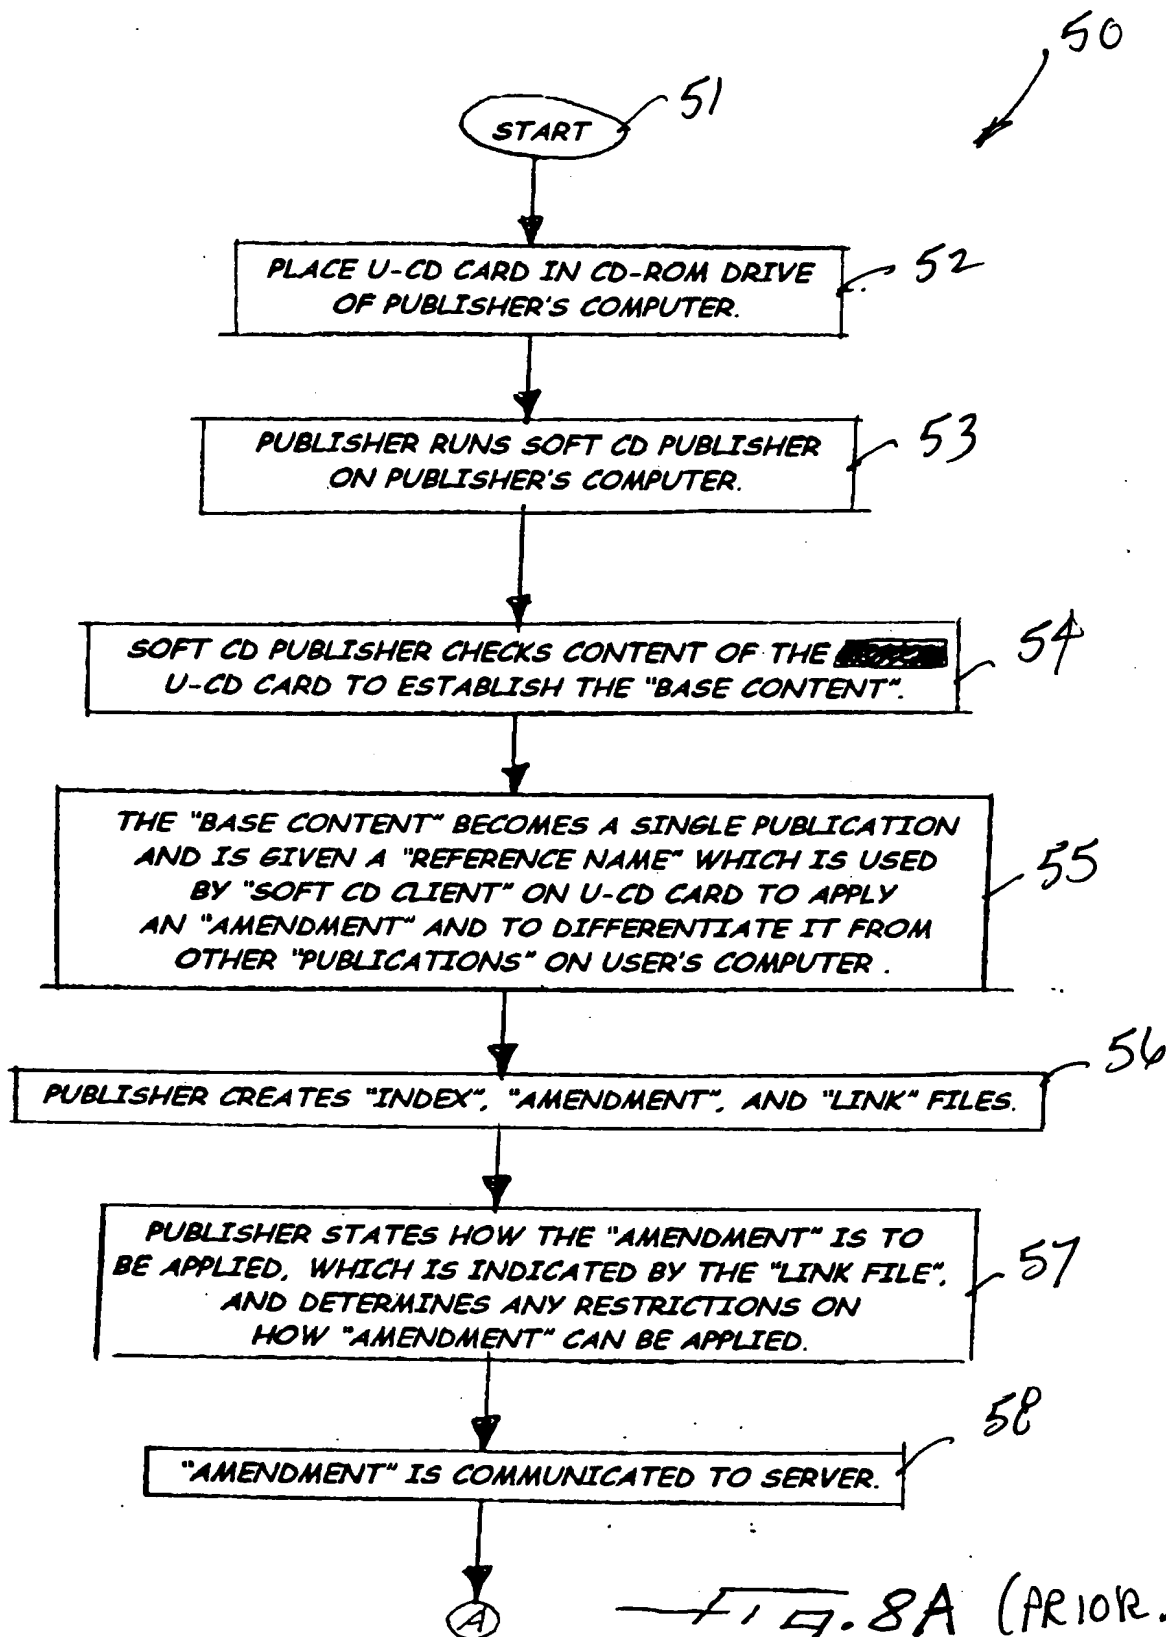 50
START
51
PLACE U-CD CARD IN CD-ROM DRIVE
OF PUBLISHER'S COMPUTER.
52
PUBLISHER RUNS SOFT CD PUBLISHER
ON PUBLISHER'S COMPUTER.
53
SOFT CD PUBLISHER CHECKS CONTENT OF THE
U-CD CARD TO ESTABLISH THE "BASE CONTENT".
54
THE "BASE CONTENT" BECOMES A SINGLE PUBLICATION
AND IS GIVEN A "REFERENCE NAME" WHICH IS USED
BY "SOFT CD CLIENT" ON U-CD CARD TO APPLY
AN "AMENDMENT" AND TO DIFFERENTIATE IT FROM
OTHER "PUBLICATIONS" ON USER'S COMPUTER.
55
PUBLISHER CREATES "INDEX", "AMENDMENT", AND "LINK" FILES.
56
PUBLISHER STATES HOW THE "AMENDMENT" IS TO
BE APPLIED, WHICH IS INDICATED BY THE "LINK FILE",
AND DETERMINES ANY RESTRICTIONS ON
HOW "AMENDMENT" CAN BE APPLIED.
57
"AMENDMENT" IS COMMUNICATED TO SERVER.
58
A
Fig. 8A (PRIOR.